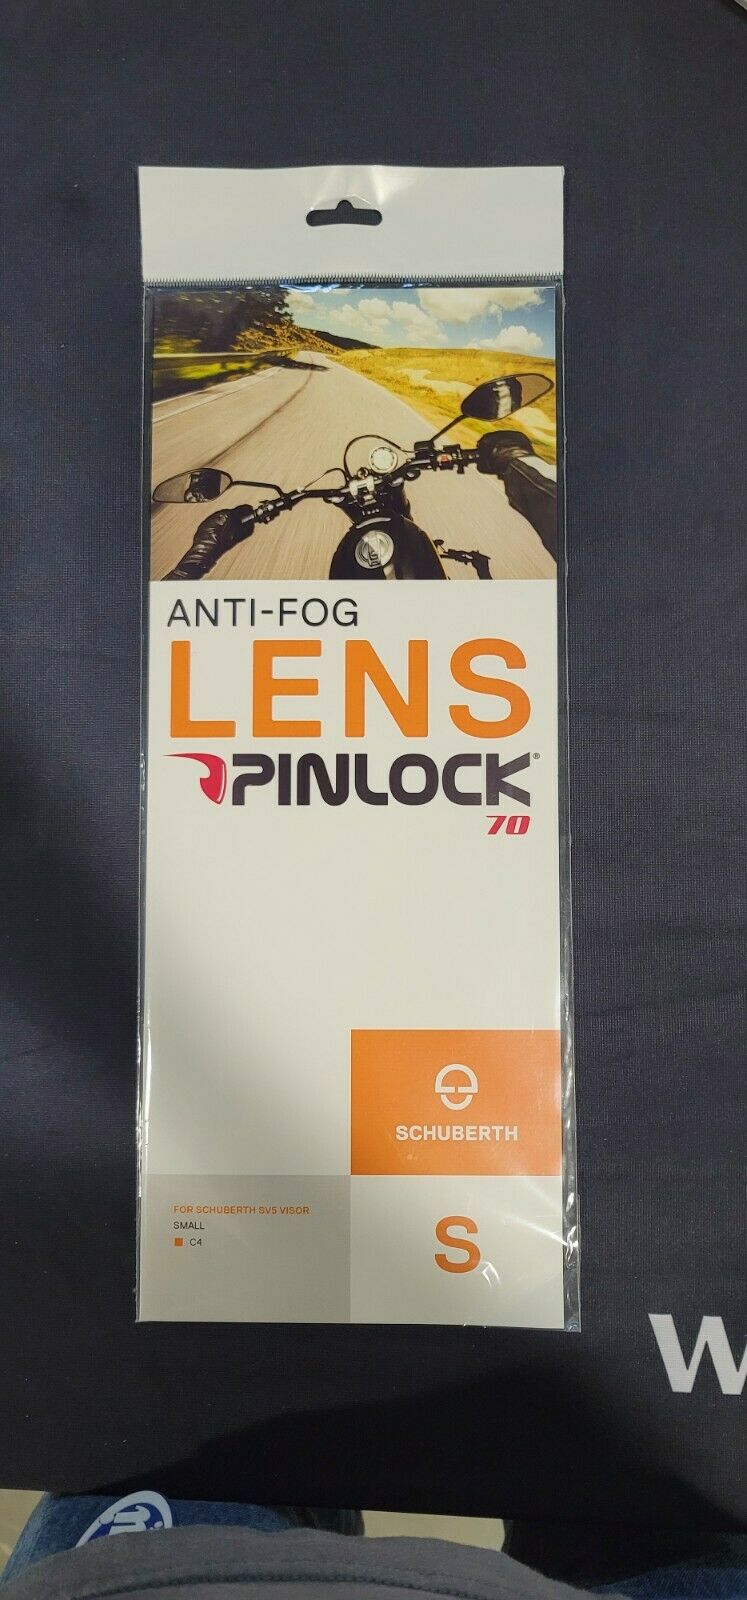 ANTI-FOG
LENS
PINLOCK®
70
SCHUBERTH
FOR SCHUBERTH SV5 VISOR
SMALL
C4
S
W